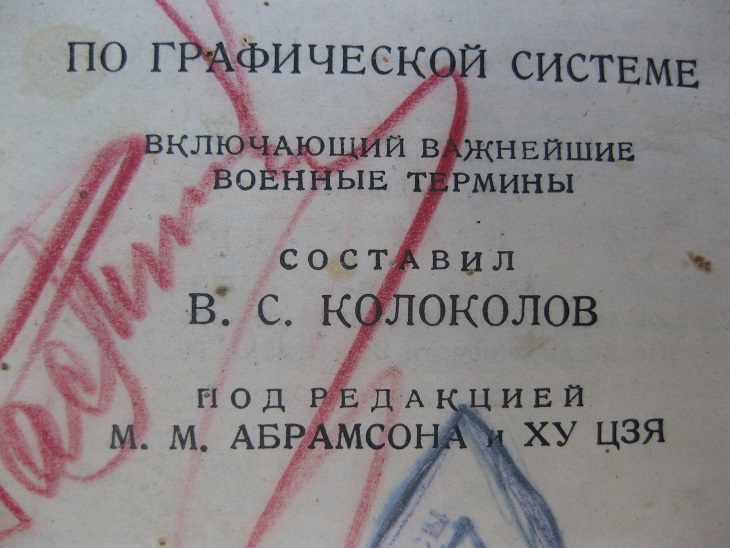 ПО ГРАФИЧЕСКОЙ СИСТЕМЕ
ВКЛЮЧАЮЩИЙ ВАЖНЕЙШИЕ
ВОЕННЫЕ ТЕРМИНЫ
СОСТАВИЛ
В. С. КОЛОКОЛОВ
ПОД РЕДАКЦИЕЙ
М. М. АБРАМСОНА и ХУ ЦЗЯ